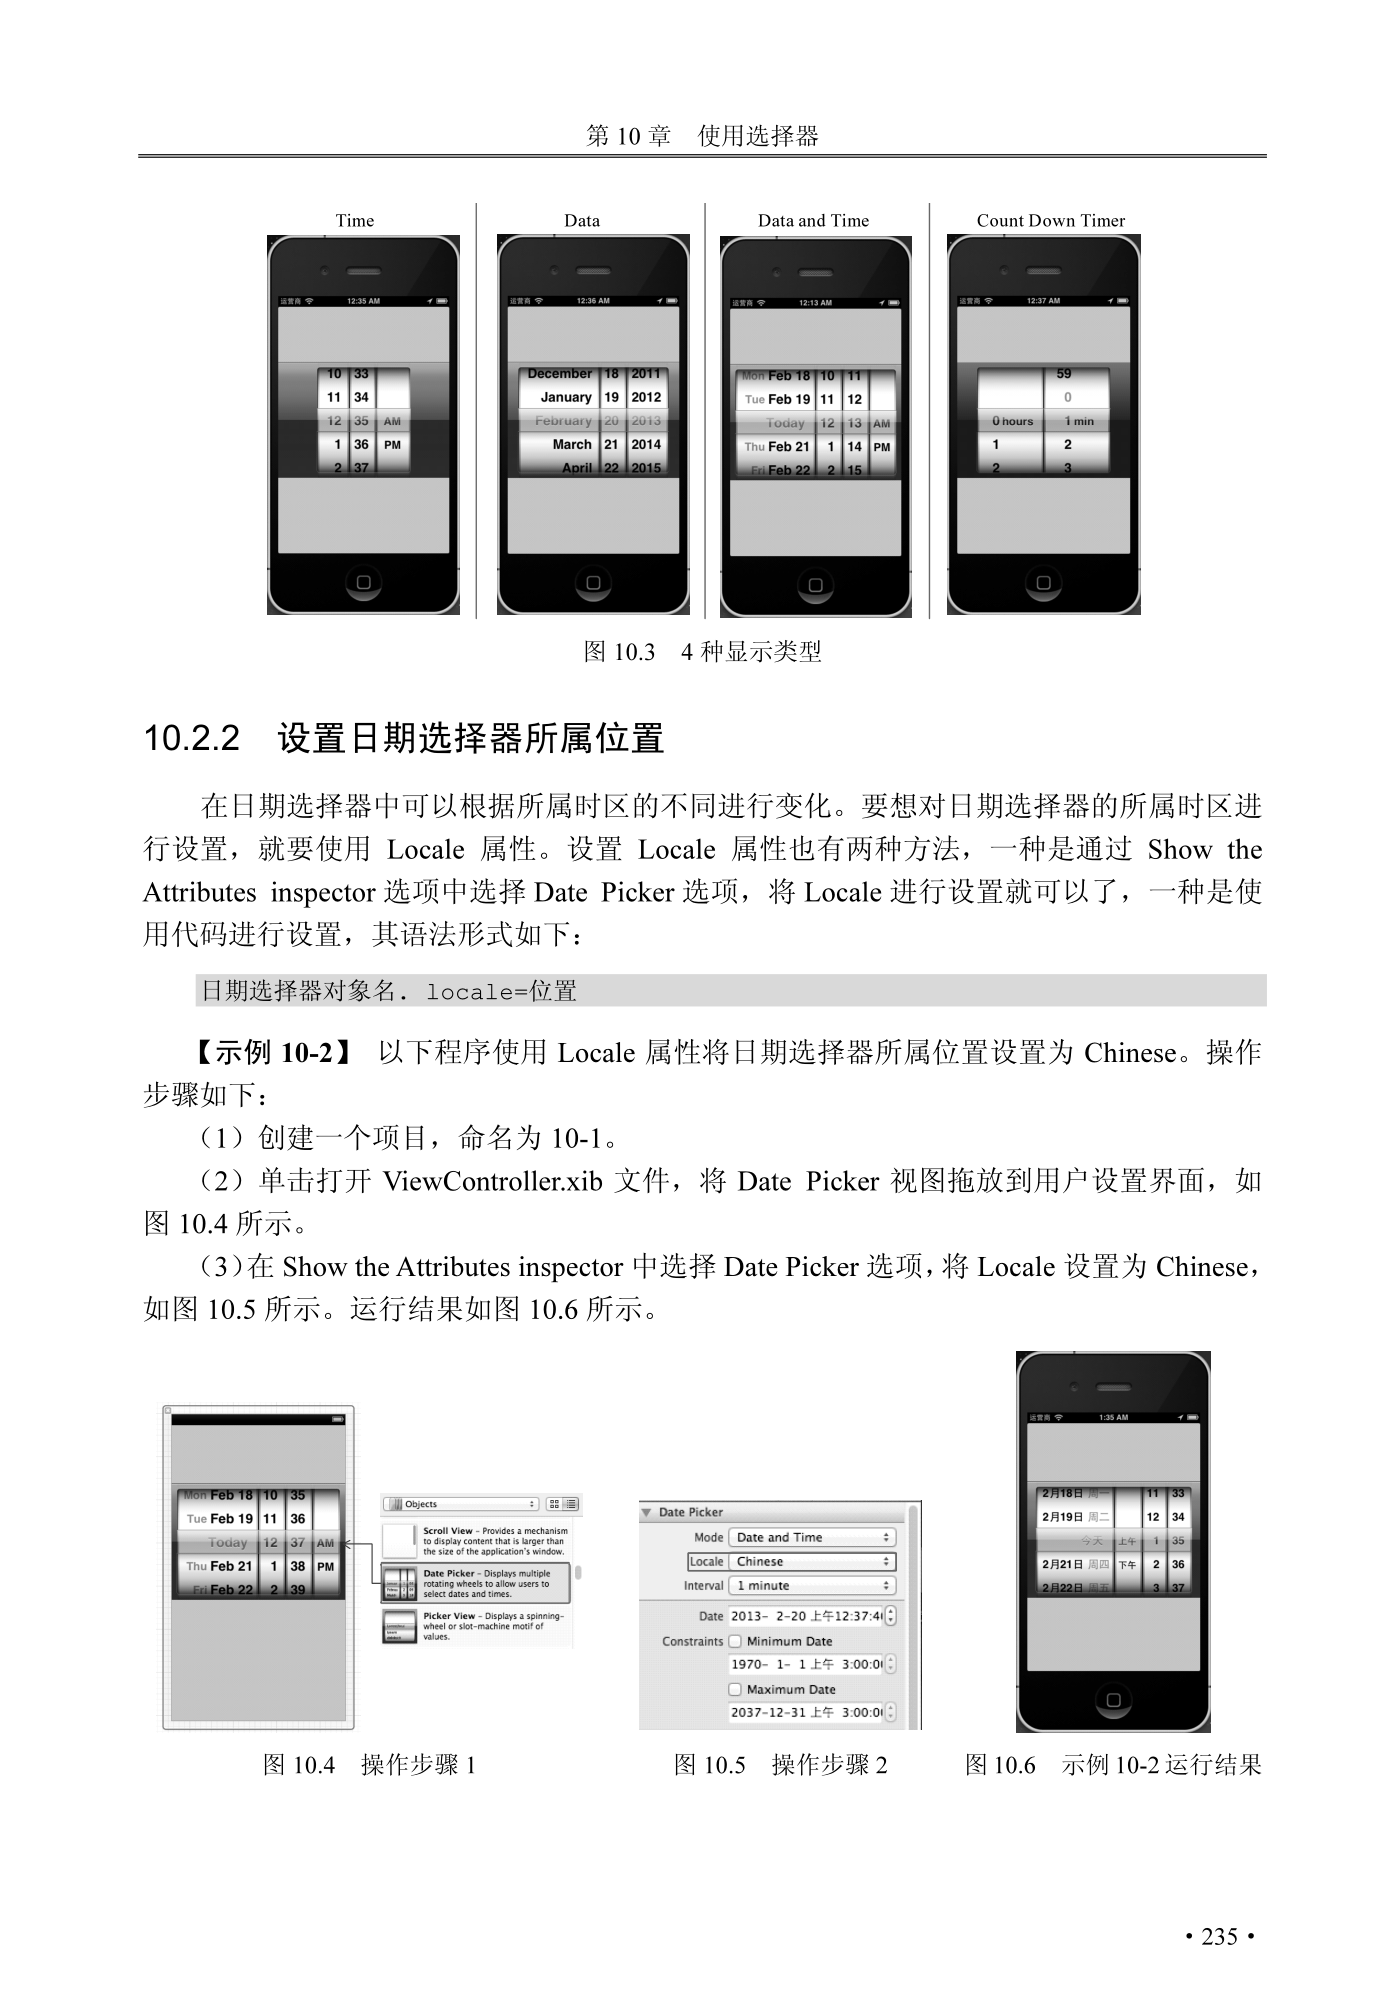 第 10 章 使用选择器
Time Data Data and Time Count Down Timer
运营商 12:35 AM
10 33
11 34
12 35 AM
1 36 PM
2 37
运营商 12:36 AM
December 18 2011
January 19 2012
February 20 2013
March 21 2014
April 22 2015
运营商 12:13 AM
Mon Feb 18 10 11
Tue Feb 19 11 12
Today 12 13 AM
Thu Feb 21 1 14 PM
Fri Feb 22 2 15
运营商 12:37 AM
59
0
0 hours 1 min
1 2
2 3
图 10.3 4 种显示类型
10.2.2 设置日期选择器所属位置
在日期选择器中可以根据所属时区的不同进行变化。要想对日期选择器的所属时区进
行设置，就要使用 Locale 属性。设置 Locale 属性也有两种方法，一种是通过 Show the
Attributes inspector 选项中选择 Date Picker 选项，将 Locale 进行设置就可以了，一种是使
用代码进行设置，其语法形式如下：
日期选择器对象名. locale=位置
【示例 10-2】 以下程序使用 Locale 属性将日期选择器所属位置设置为 Chinese。操作
步骤如下：
（1）创建一个项目，命名为 10-1。
（2）单击打开 ViewController.xib 文件，将 Date Picker 视图拖放到用户设置界面，如
图 10.4 所示。
（3）在 Show the Attributes inspector 中选择 Date Picker 选项，将 Locale 设置为 Chinese，
如图 10.5 所示。运行结果如图 10.6 所示。
Mon Feb 18 10 35
Tue Feb 19 11 36
Today 12 37 AM
Thu Feb 21 1 38 PM
Fri Feb 22 2 39
Objects
Scroll View – Provides a mechanism
to display content that is larger than
the size of the application's window.
Date Picker – Displays multiple
rotating wheels to allow users to
select dates and times.
Picker View – Displays a spinning-
wheel or slot-machine motif of
values.
Date Picker
Mode Date and Time
Locale Chinese
Interval 1 minute
Date 2013- 2-20 上午12:37:4
Constraints Minimum Date
1970- 1- 1 上午 3:00:0
Maximum Date
2037-12-31 上午 3:00:0
运营商 1:35 AM
2月18日 周一 11 33
2月19日 周二 12 34
今天 上午 1 35
2月21日 周四 下午 2 36
2月22日 周五 3 37
图 10.4 操作步骤 1
图 10.5 操作步骤 2
图 10.6 示例 10-2 运行结果
· 235 ·